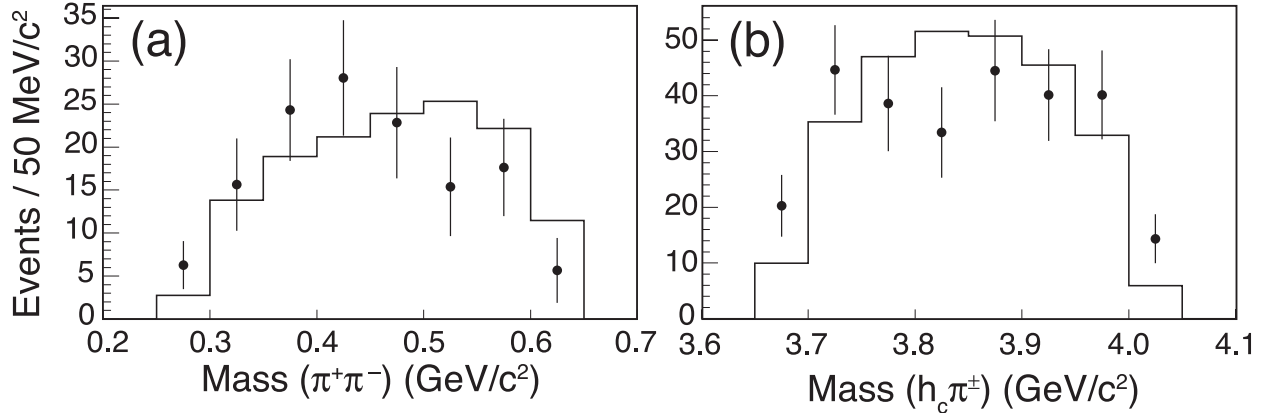 Events / 50 MeV/c²
35
30
25
20
15
10
5
0
(a)
0.2 0.3 0.4 0.5 0.6 0.7
Mass (π⁺π⁻) (GeV/c²)
50
40
30
20
10
0
(b)
3.6 3.7 3.8 3.9 4.0 4.1
Mass (h_cπ±) (GeV/c²)